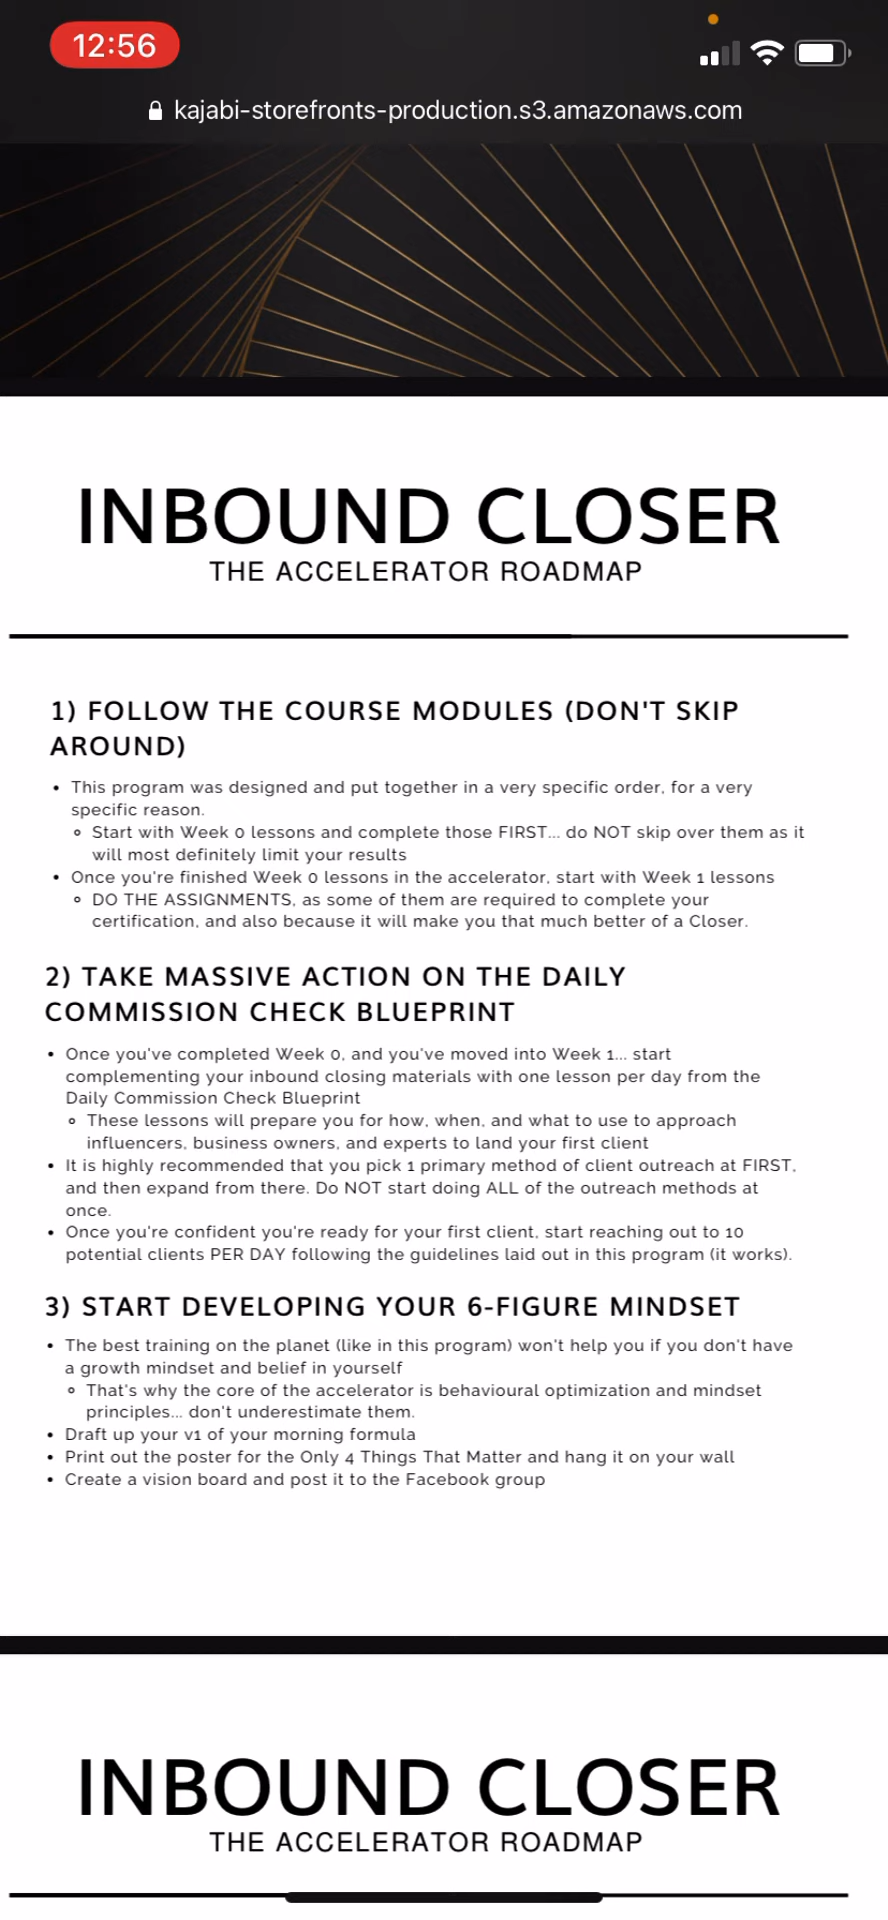 12:56
kajabi-storefronts-production.s3.amazonaws.com
INBOUND CLOSER
THE ACCELERATOR ROADMAP
1) FOLLOW THE COURSE MODULES (DON'T SKIP
AROUND)
• This program was designed and put together in a very specific order, for a very
specific reason.
◦ Start with Week 0 lessons and complete those FIRST... do NOT skip over them as it
will most definitely limit your results
• Once you're finished Week 0 lessons in the accelerator, start with Week 1 lessons
◦ DO THE ASSIGNMENTS, as some of them are required to complete your
certification, and also because it will make you that much better of a Closer.
2) TAKE MASSIVE ACTION ON THE DAILY
COMMISSION CHECK BLUEPRINT
• Once you've completed Week 0, and you've moved into Week 1... start
complementing your inbound closing materials with one lesson per day from the
Daily Commission Check Blueprint
◦ These lessons will prepare you for how, when, and what to use to approach
influencers, business owners, and experts to land your first client
• It is highly recommended that you pick 1 primary method of client outreach at FIRST,
and then expand from there. Do NOT start doing ALL of the outreach methods at
once.
• Once you're confident you're ready for your first client, start reaching out to 10
potential clients PER DAY following the guidelines laid out in this program (it works).
3) START DEVELOPING YOUR 6-FIGURE MINDSET
• The best training on the planet (like in this program) won't help you if you don't have
a growth mindset and belief in yourself
◦ That's why the core of the accelerator is behavioural optimization and mindset
principles... don't underestimate them.
• Draft up your v1 of your morning formula
• Print out the poster for the Only 4 Things That Matter and hang it on your wall
• Create a vision board and post it to the Facebook group
INBOUND CLOSER
THE ACCELERATOR ROADMAP